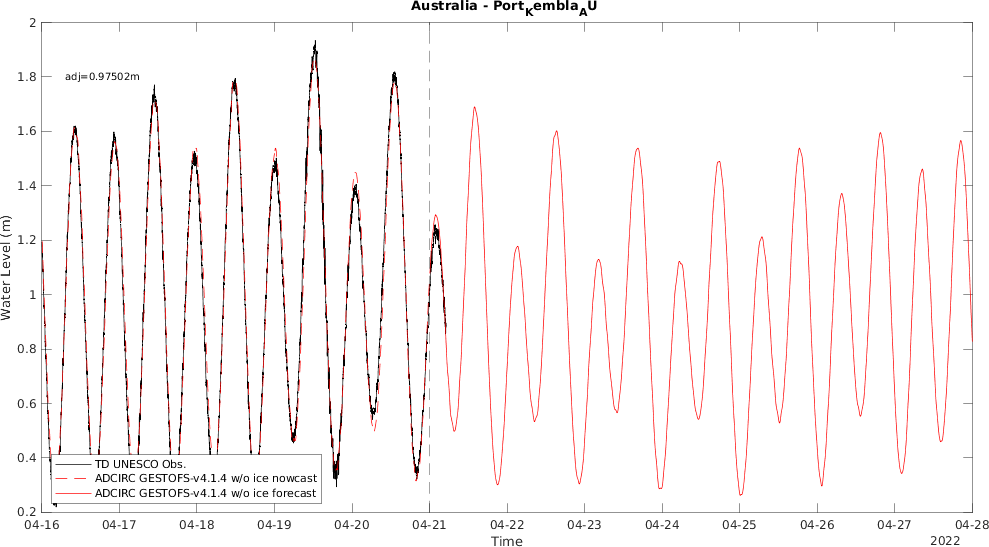 Australia - PortKemblaAU
adj=0.97502m
Water Level (m)
2
1.8
1.6
1.4
1.2
1
0.8
0.6
0.4
0.2
TD UNESCO Obs.
ADCIRC GESTOFS-v4.1.4 w/o ice nowcast
ADCIRC GESTOFS-v4.1.4 w/o ice forecast
04-16 04-17 04-18 04-19 04-20 04-21 04-22 04-23 04-24 04-25 04-26 04-27 04-28
Time
2022